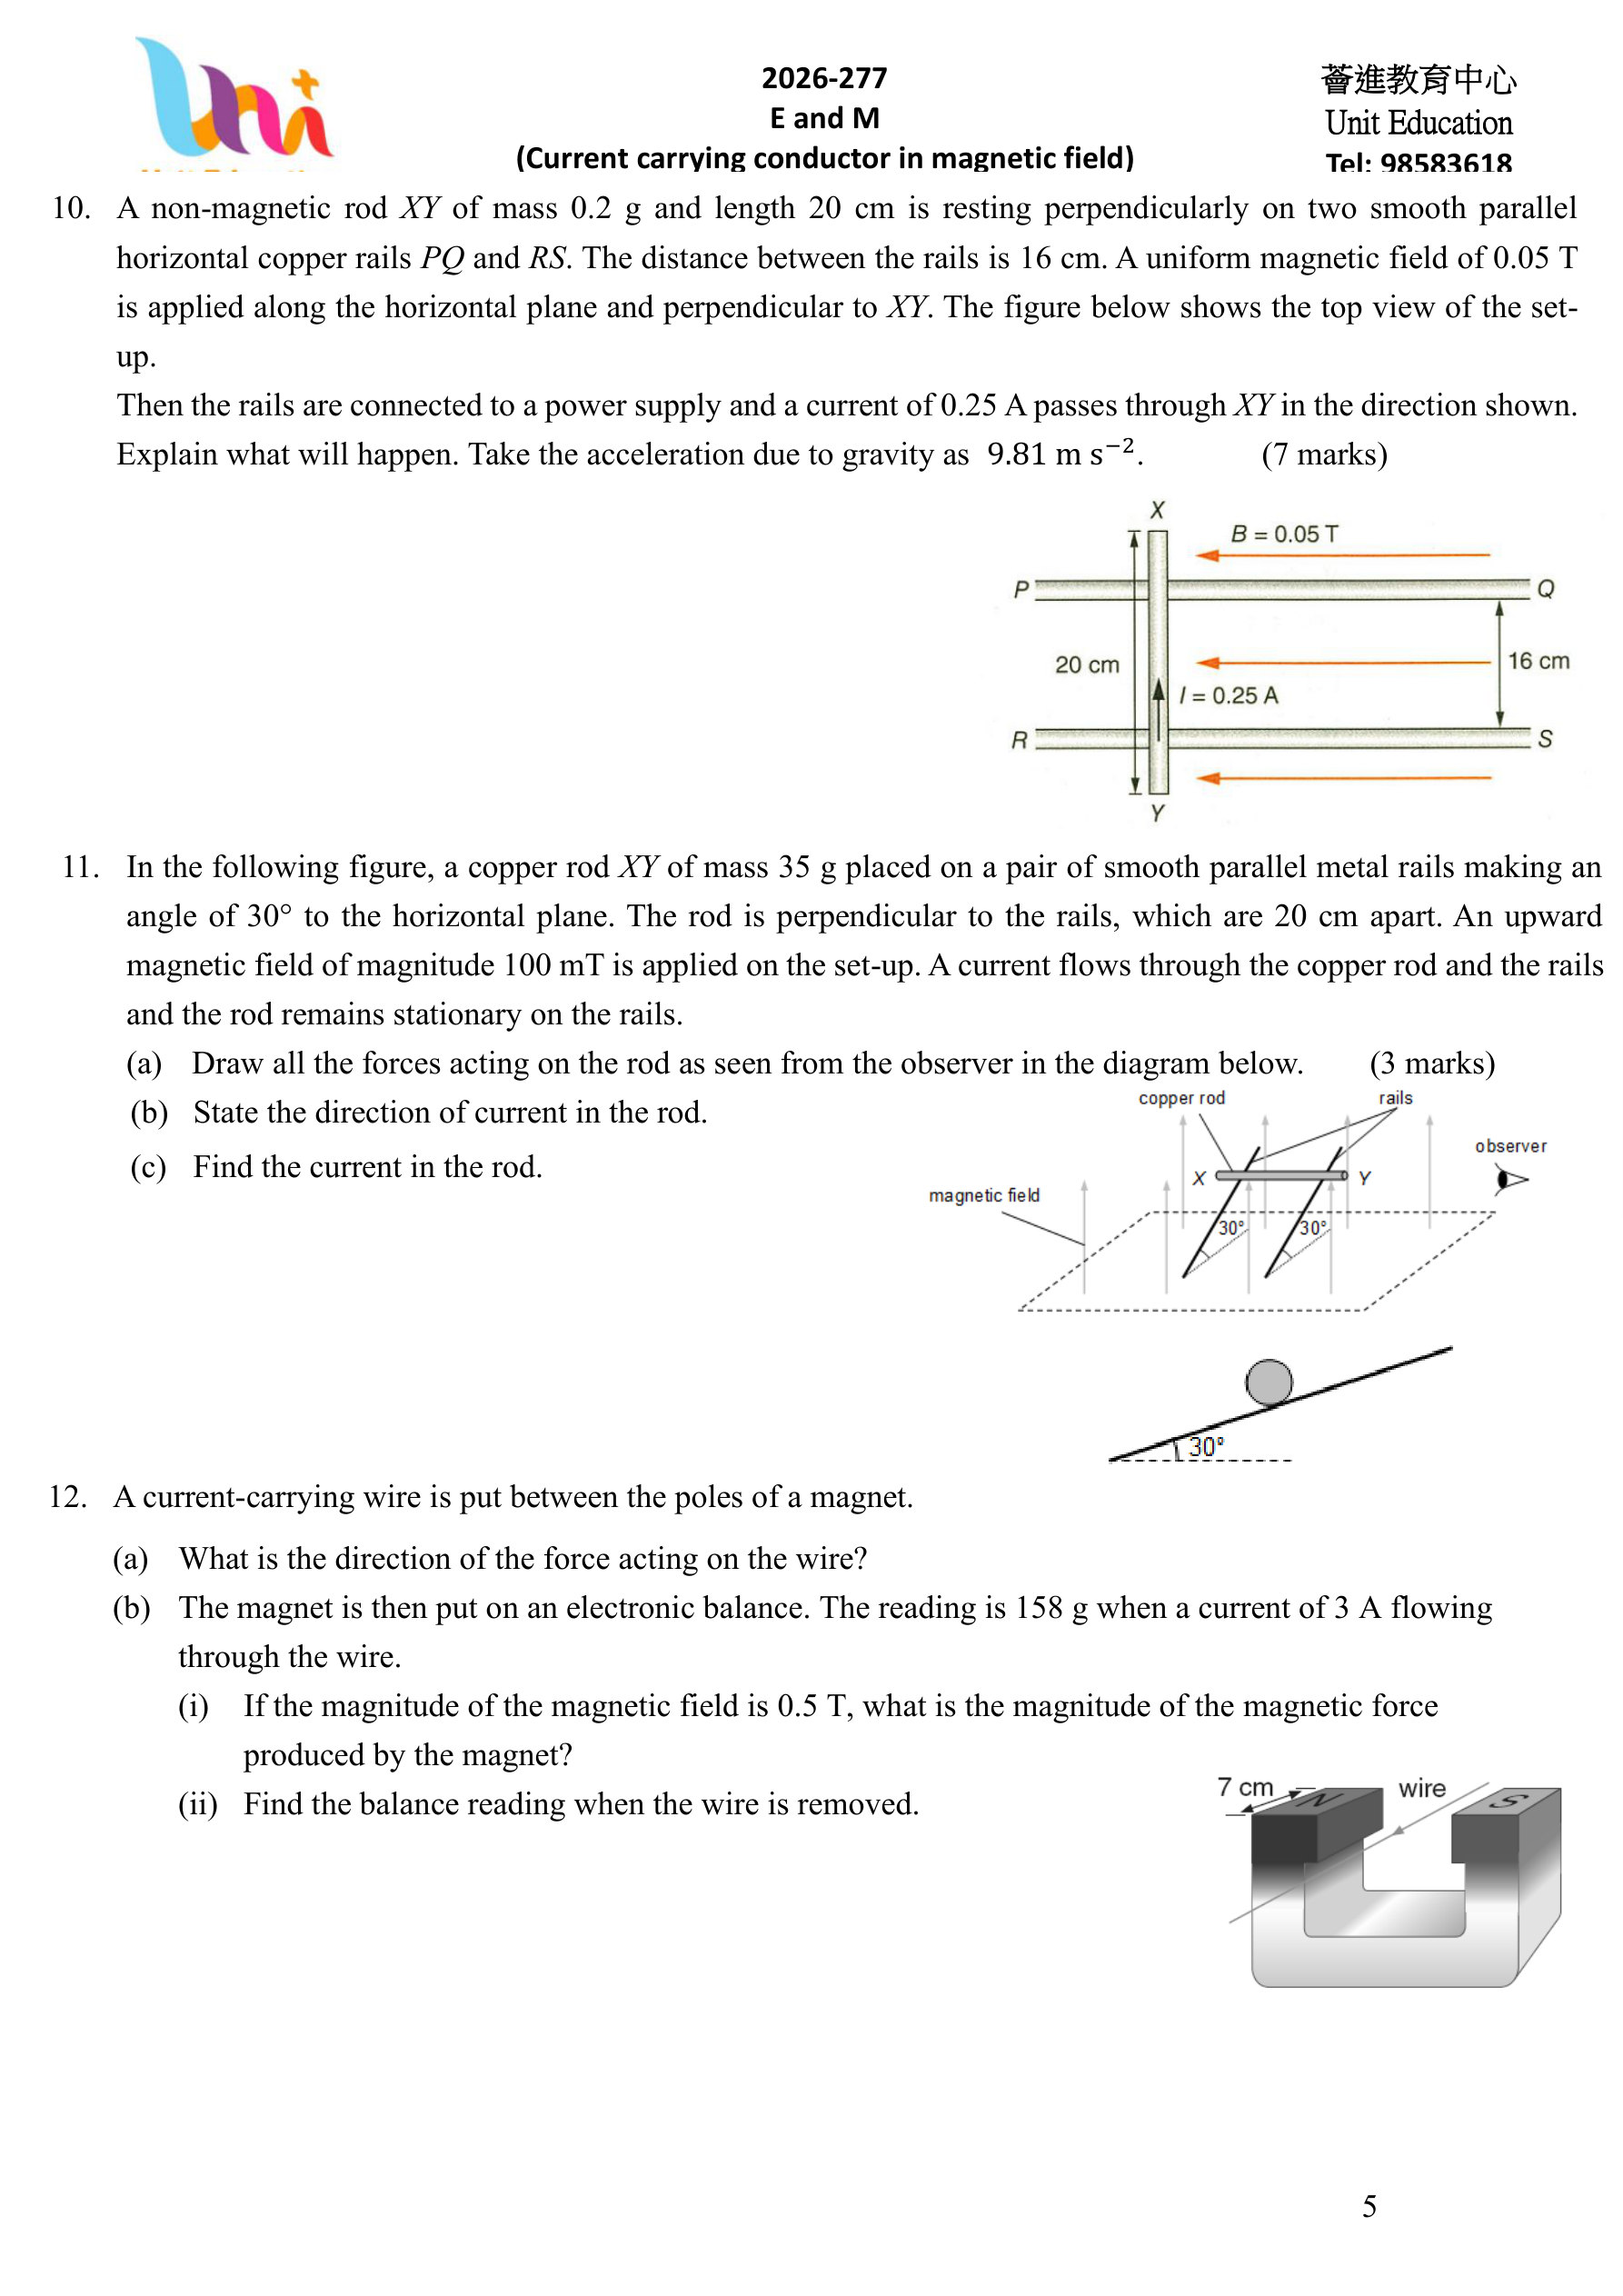 2026-277
E and M
(Current carrying conductor in magnetic field)
薈進教育中心
Unit Education
Tel: 98583618
10. A non-magnetic rod XY of mass 0.2 g and length 20 cm is resting perpendicularly on two smooth parallel
horizontal copper rails PQ and RS. The distance between the rails is 16 cm. A uniform magnetic field of 0.05 T
is applied along the horizontal plane and perpendicular to XY. The figure below shows the top view of the set-
up.
Then the rails are connected to a power supply and a current of 0.25 A passes through XY in the direction shown.
Explain what will happen. Take the acceleration due to gravity as 9.81 m s⁻². (7 marks)
X
B = 0.05 T
P
Q
20 cm
16 cm
I = 0.25 A
R
S
Y
11. In the following figure, a copper rod XY of mass 35 g placed on a pair of smooth parallel metal rails making an
angle of 30° to the horizontal plane. The rod is perpendicular to the rails, which are 20 cm apart. An upward
magnetic field of magnitude 100 mT is applied on the set-up. A current flows through the copper rod and the rails
and the rod remains stationary on the rails.
(a) Draw all the forces acting on the rod as seen from the observer in the diagram below. (3 marks)
(b) State the direction of current in the rod.
(c) Find the current in the rod.
copper rod
rails
observer
X
Y
magnetic field
30°
30°
30°
12. A current-carrying wire is put between the poles of a magnet.
(a) What is the direction of the force acting on the wire?
(b) The magnet is then put on an electronic balance. The reading is 158 g when a current of 3 A flowing
through the wire.
(i) If the magnitude of the magnetic field is 0.5 T, what is the magnitude of the magnetic force
produced by the magnet?
(ii) Find the balance reading when the wire is removed.
7 cm
wire
N
S
5